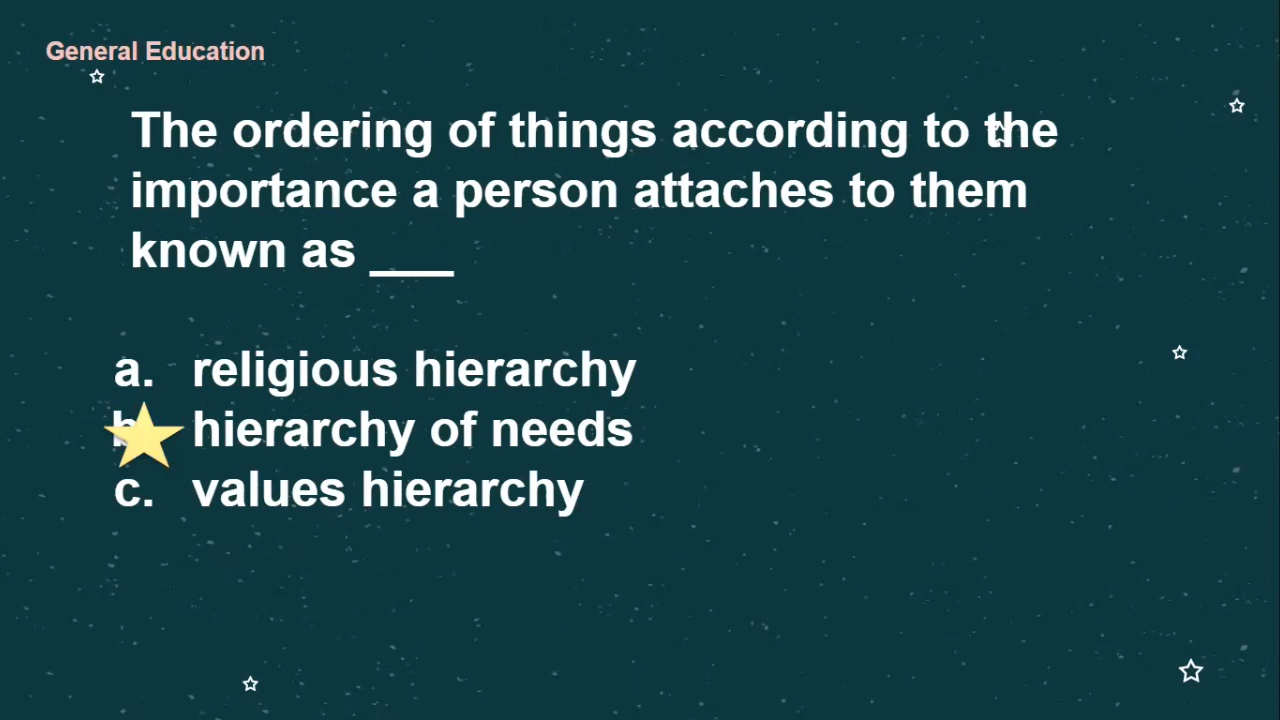 General Education
The ordering of things according to the
importance a person attaches to them
known as ___
a. religious hierarchy
hierarchy of needs
c. values hierarchy